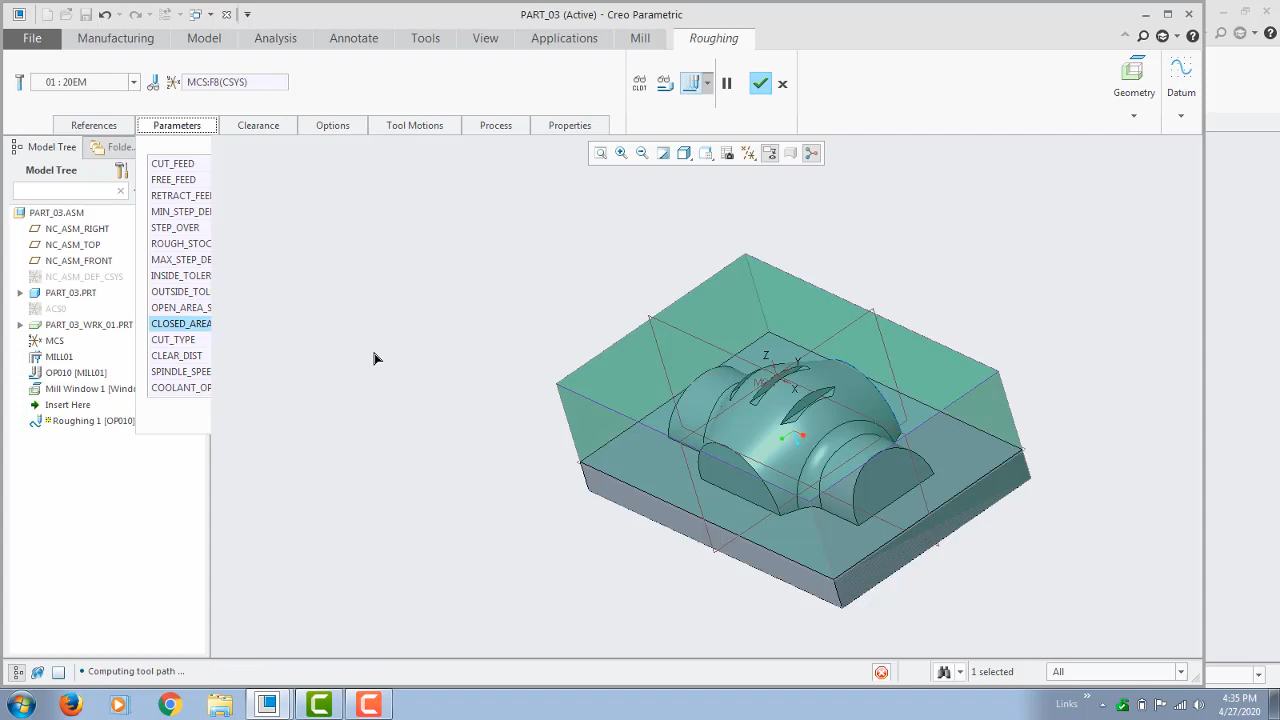 PART_03 (Active) - Creo Parametric
File Manufacturing Model Analysis Annotate Tools View Applications Mill Roughing
01 : 20EM MCS:F8(CSYS)
CL01
Geometry Datum
References Parameters Clearance Options Tool Motions Process Properties
Model Tree Folde..
Model Tree
PART_03.ASM
NC_ASM_RIGHT
NC_ASM_TOP
NC_ASM_FRONT
NC_ASM_DEF_CSYS
PART_03.PRT
ACS0
PART_03_WRK_01.PRT
MCS
MILL01
OP010 [MILL01]
Mill Window 1 [Windo
Insert Here
Roughing 1 [OP010]
CUT_FEED
FREE_FEED
RETRACT_FEE
MIN_STEP_DE
STEP_OVER
ROUGH_STOC
MAX_STEP_DE
INSIDE_TOLER
OUTSIDE_TOL
OPEN_AREA_S
CLOSED_AREA
CUT_TYPE
CLEAR_DIST
SPINDLE_SPEE
COOLANT_OP
Z
Y
X
Computing tool path ... 1 selected All
Links 4:35 PM
4/27/2020